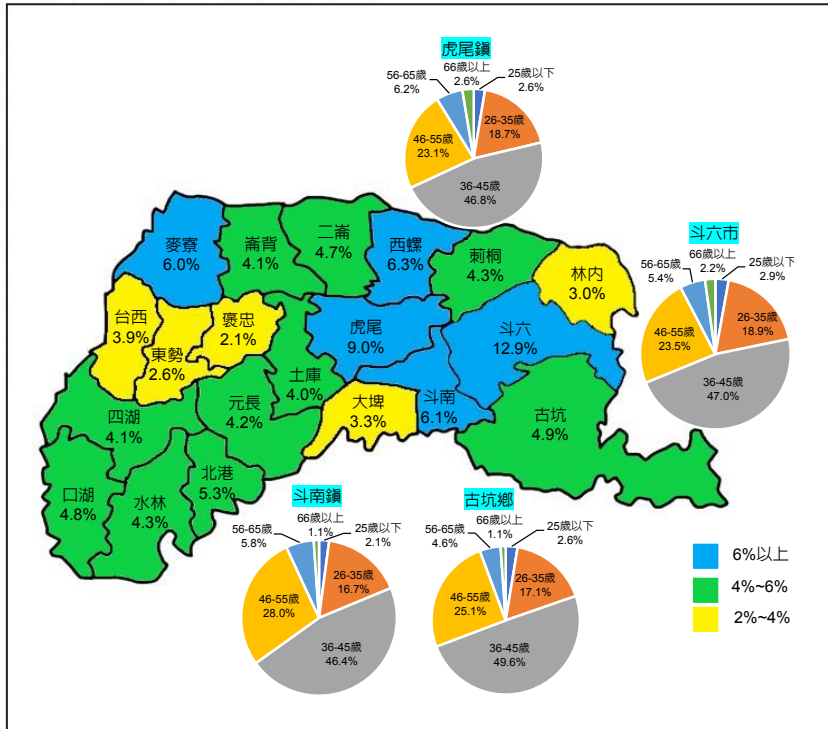 虎尾鎮
66歲以上
2.6%
25歲以下
2.6%
56-65歲
6.2%
26-35歲
18.7%
46-55歲
23.1%
36-45歲
46.8%
斗六市
66歲以上
2.2%
25歲以下
2.9%
56-65歲
5.4%
26-35歲
18.9%
46-55歲
23.5%
36-45歲
47.0%
麥寮
6.0%
崙背
4.1%
二崙
4.7%
西螺
6.3%
莿桐
4.3%
林内
3.0%
台西
3.9%
東勢
2.6%
褒忠
2.1%
土庫
4.0%
虎尾
9.0%
斗六
12.9%
斗南
6.1%
大埤
3.3%
古坑
4.9%
四湖
4.1%
元長
4.2%
北港
5.3%
口湖
4.8%
水林
4.3%
斗南鎮
66歲以上
1.1%
25歲以下
2.1%
56-65歲
5.8%
26-35歲
16.7%
46-55歲
28.0%
36-45歲
46.4%
古坑鄉
66歲以上
1.1%
25歲以下
2.6%
56-65歲
4.6%
26-35歲
17.1%
46-55歲
25.1%
36-45歲
49.6%
6%以上
4%~6%
2%~4%